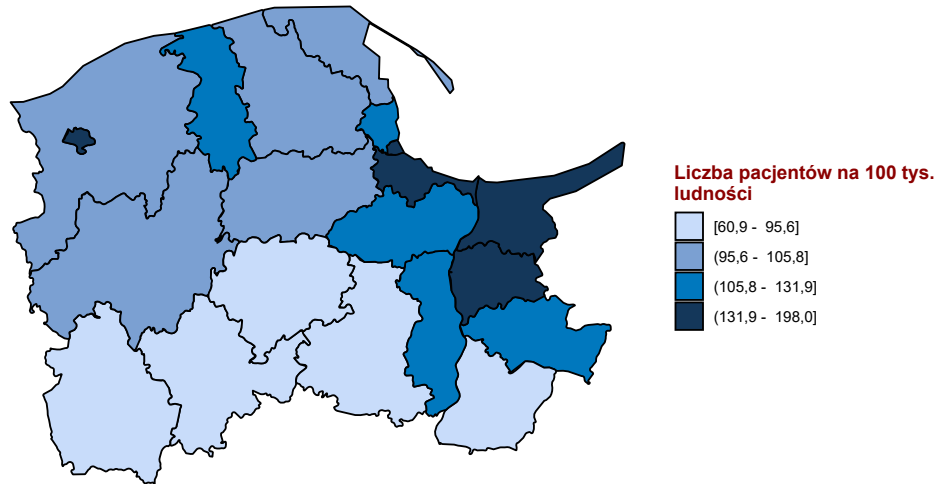 Liczba pacjentów na 100 tys.
ludności
[60,9 - 95,6]
(95,6 - 105,8]
(105,8 - 131,9]
(131,9 - 198,0]